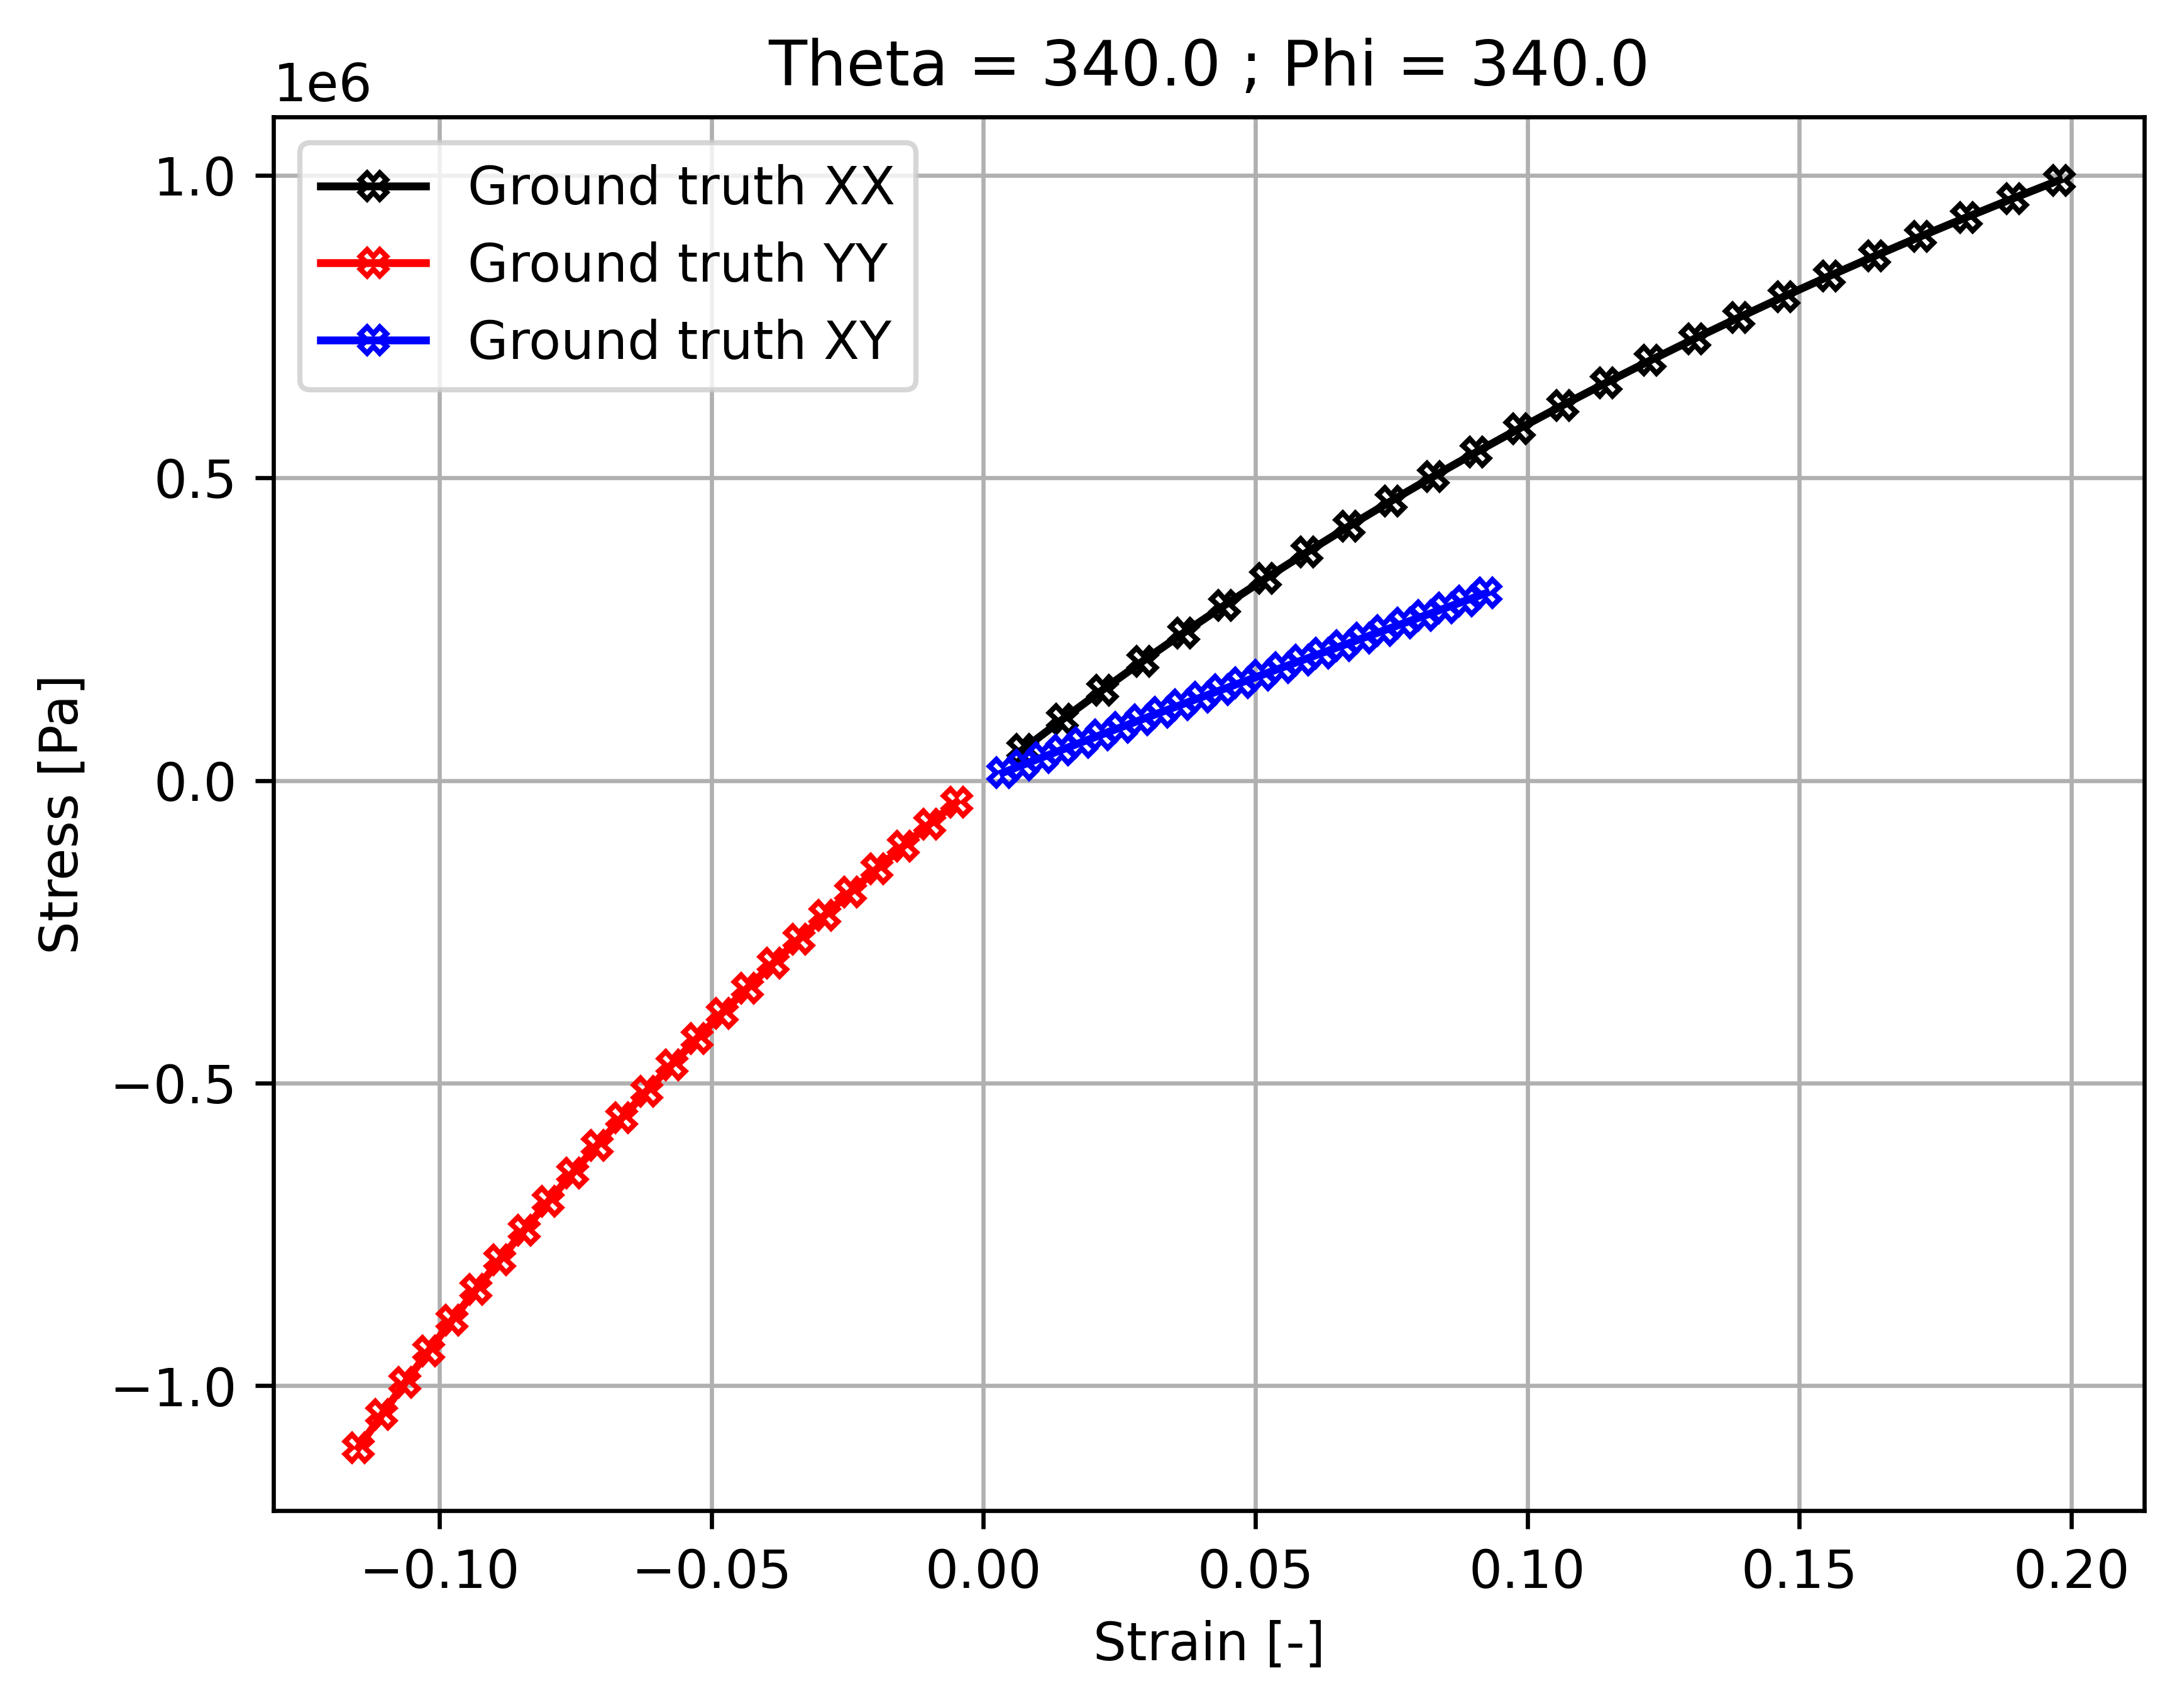 Theta = 340.0 ; Phi = 340.0
1e6
Ground truth XX
Ground truth YY
Ground truth XY
1.0
0.5
0.0
−0.5
−1.0
Stress [Pa]
−0.10 −0.05 0.00 0.05 0.10 0.15 0.20
Strain [-]